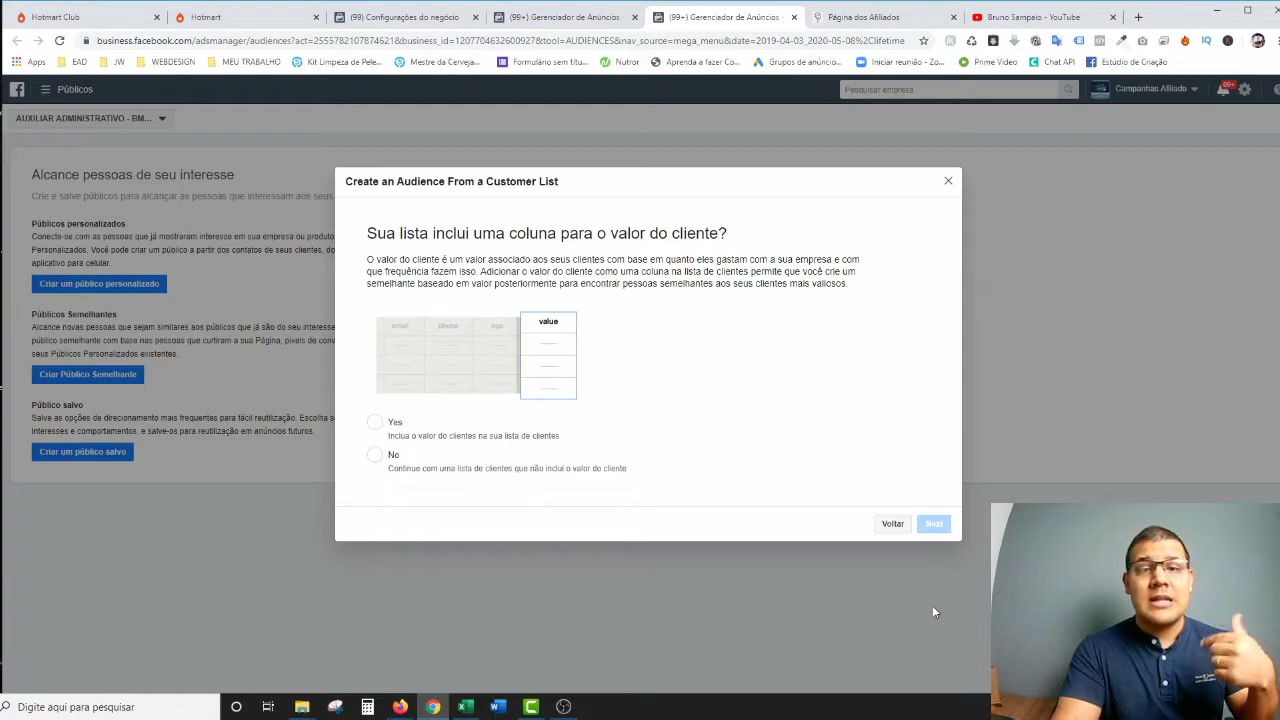 Hotmart Club
Hotmart
(99) Configurações do negócio
(99+) Gerenciador de Anúncios
(99+) Gerenciador de Anúncios
Página dos Afiliados
Bruno Sampaio - YouTube
business.facebook.com/adsmanager/audiences?act=2555782107874621&business_id=1207704632600927&tool=AUDIENCES&nav_source=mega_menu&date=2019-04-03_2020-05-08%2Clifetime
Apps
EAD
JW
WEBDESIGN
MEU TRABALHO
Kit Limpeza de Pele...
Mestre da Cerveja...
Formulário sem títu...
Nutror
Aprenda a fazer Co...
Grupos de anúncio...
Iniciar reunião - Zo...
Prime Video
Chat API
Estúdio de Criação
Públicos
Pesquisar empresa
Campanhas Afiliado
99+
AUXILIAR ADMINISTRATIVO - BM...
Alcance pessoas de seu interesse
Crie e salve públicos para alcançar as pessoas que interessam aos seus
Públicos personalizados
Conecte-se com as pessoas que já mostraram interesse em sua empresa ou produto
Personalizados. Você pode criar um público a partir dos contatos de seus clientes, do
aplicativo para celular.
Criar um público personalizado
Públicos Semelhantes
Alcance novas pessoas que sejam similares aos públicos que já são do seu interesse
público semelhante com base nas pessoas que curtiram a sua Página, pixels de conv
seus Públicos Personalizados existentes.
Criar Público Semelhante
Público salvo
Salve as opções de direcionamento mais frequentes para fácil reutilização. Escolha s
interesses e comportamentos, e salve-os para reutilização em anúncios futuros.
Criar um público salvo
Create an Audience From a Customer List
Sua lista inclui uma coluna para o valor do cliente?
O valor do cliente é um valor associado aos seus clientes com base em quanto eles gastam com a sua empresa e com
que frequência fazem isso. Adicionar o valor do cliente como uma coluna na lista de clientes permite que você crie um
semelhante baseado em valor posteriormente para encontrar pessoas semelhantes aos seus clientes mais valiosos.
email phone age value
Yes
Inclua o valor do clientes na sua lista de clientes
No
Continue com uma lista de clientes que não inclui o valor do cliente
Voltar
Next
Digite aqui para pesquisar